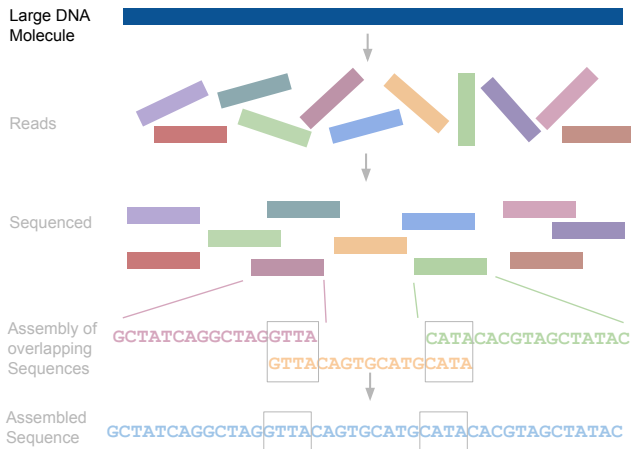 Large DNA
Molecule
Reads
Sequenced
Assembly of
overlapping
Sequences
GCTATCAGGCTAGGTTA
CATACACGTAGCTATAC
GTTACAGTGCATGCATA
Assembled
Sequence
GCTATCAGGCTAGGTTACAGTGCATGCATACACGTAGCTATAC